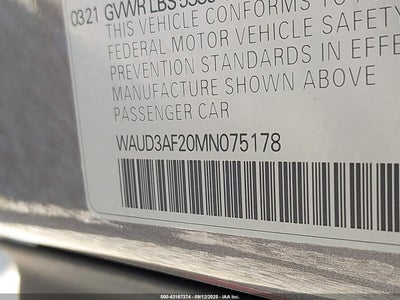 0321 GVWR LBS
THIS VEHICLE CONFORMS TO
FEDERAL MOTOR VEHICLE SAFETY
PREVENTION STANDARDS IN EFFE
MANUFACTURE SHOWN ABOVE
PASSENGER CAR
WAUD3AF20MN075178
000-43167374 - 09/12/2025 - IAA Inc.